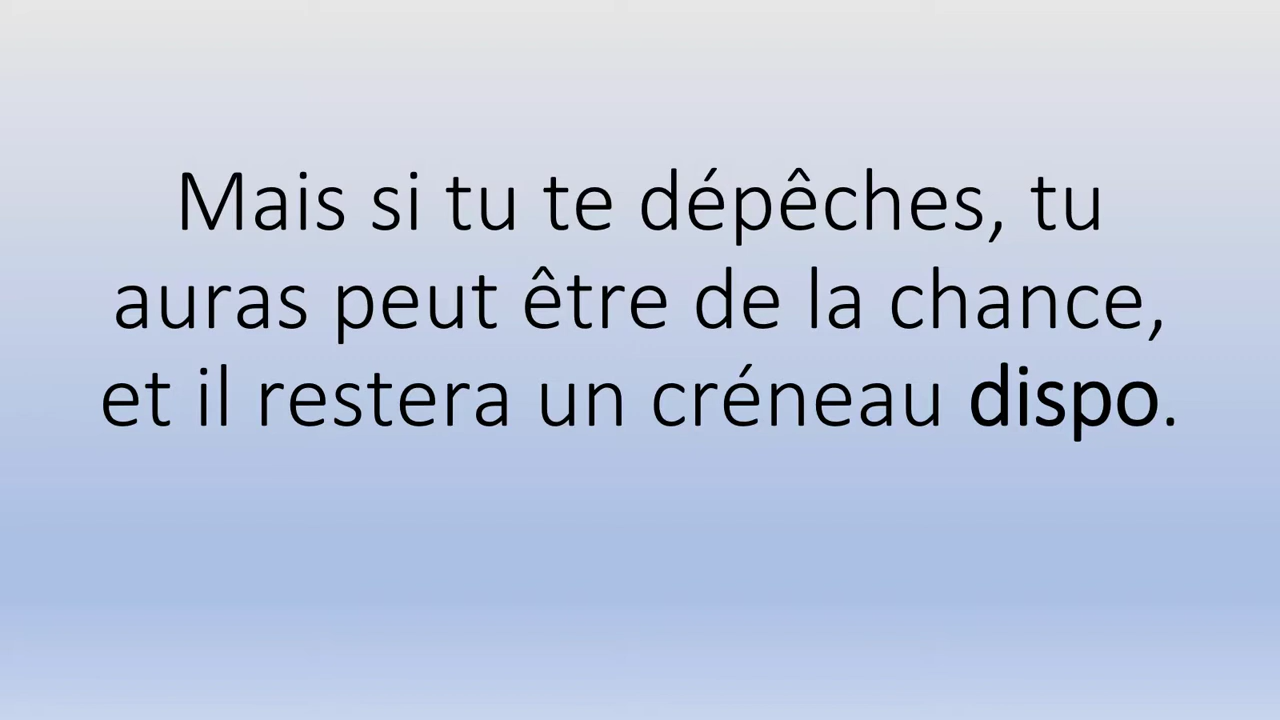 Mais si tu te dépêches, tu
auras peut être de la chance,
et il restera un créneau dispo.